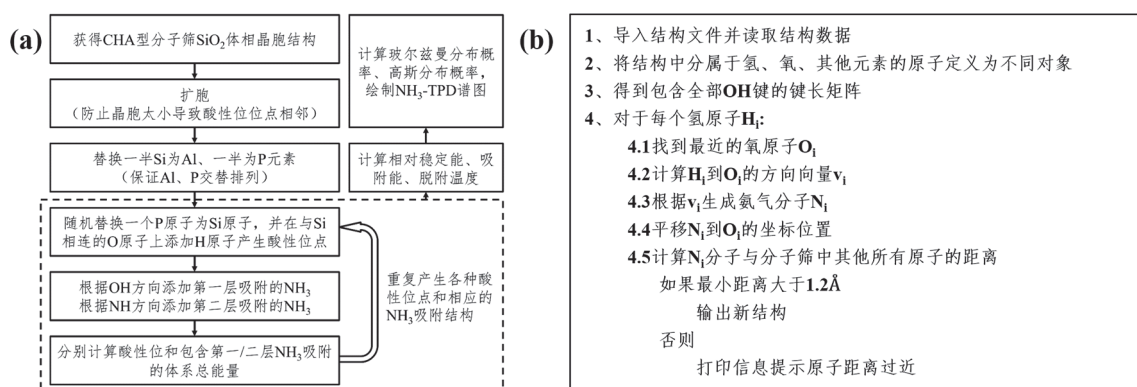 (a)
获得CHA型分子筛SiO₂体相晶胞结构
扩胞
(防止晶胞太小导致酸性位位点相邻)
替换一半Si为Al、一半为P元素
(保证Al、P交替排列)
随机替换一个P原子为Si原子，并在与Si
相连的O原子上添加H原子产生酸性位点
根据OH方向添加第一层吸附的NH₃
根据NH方向添加第二层吸附的NH₃
分别计算酸性位和包含第一/二层NH₃吸附
的体系总能量
计算玻尔兹曼分布概
率、高斯分布概率，
绘制NH₃-TPD谱图
计算相对稳定能、吸
附能、脱附温度
重复产生各种酸
性位点和相应的
NH₃吸附结构
(b)
1、导入结构文件并读取结构数据
2、将结构中分属于氢、氧、其他元素的原子定义为不同对象
3、得到包含全部OH键的键长矩阵
4、对于每个氢原子Hᵢ:
4.1找到最近的氧原子Oᵢ
4.2计算Hᵢ到Oᵢ的方向向量vᵢ
4.3根据vᵢ生成氨气分子Nᵢ
4.4平移Nᵢ到Oᵢ的坐标位置
4.5计算Nᵢ分子与分子筛中其他所有原子的距离
如果最小距离大于1.2Å
输出新结构
否则
打印信息提示原子距离过近